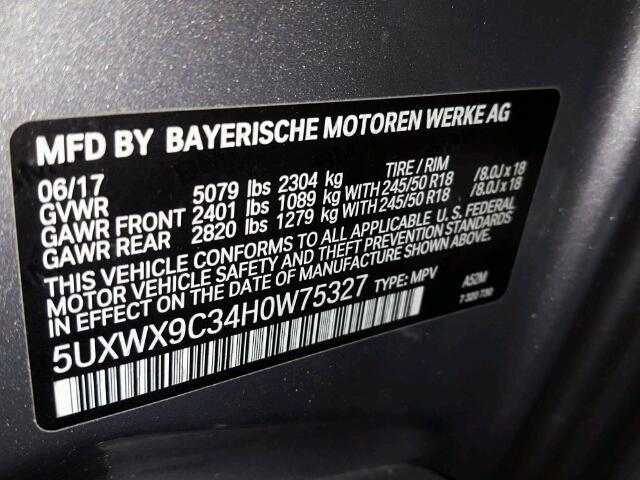 MFD BY BAYERISCHE MOTOREN WERKE AG
06/17 TIRE / RIM
GVWR 5079 lbs 2304 kg
GAWR FRONT 2401 lbs 1089 kg WITH 245/50 R18 /8.0J x 18
GAWR REAR 2820 lbs 1279 kg WITH 245/50 R18 /8.0J x 18
THIS VEHICLE CONFORMS TO ALL APPLICABLE U. S. FEDERAL
MOTOR VEHICLE SAFETY AND THEFT PREVENTION STANDARDS
IN EFFECT ON THE DATE OF MANUFACTURE SHOWN ABOVE.
5UXWX9C34H0W75327 TYPE: MPV A52M
7 320 730